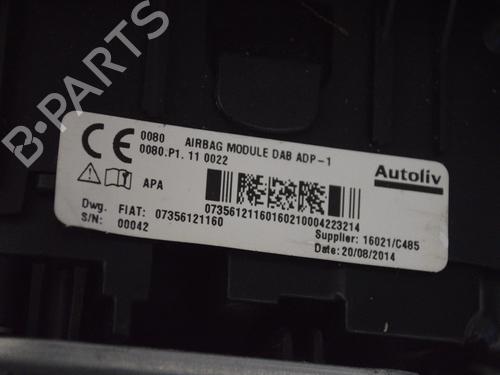 B-PARTS
CE 0080 AIRBAG MODULE DAB ADP-1
0080.P1. 11 0022
Autoliv
APA
07356121160160210004223214
Dwg. FIAT: 07356121160
S/N: 00042
Supplier: 16021/C485
Date: 20/08/2014